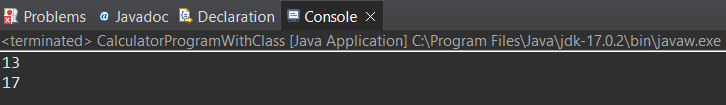 Problems Javadoc Declaration Console
<terminated> CalculatorProgramWithClass [Java Application] C:\Program Files\Java\jdk-17.0.2\bin\javaw.exe
13
17